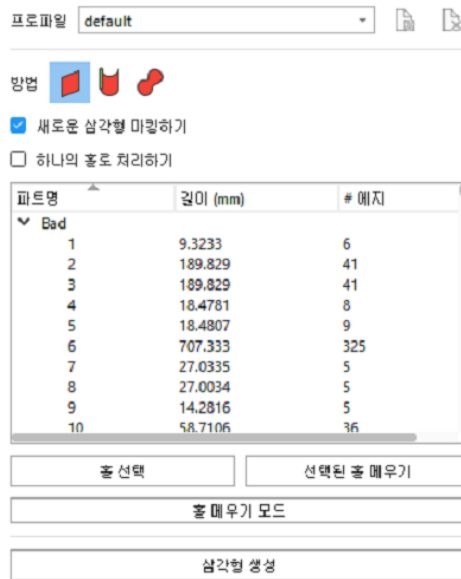 프로파일 default
방법
새로운 삼각형 마킹하기
하나의 홀로 처리하기
파트명 길이 (mm) # 에지
Bad
1 9.3233 6
2 189.829 41
3 189.829 41
4 18.4781 8
5 18.4807 9
6 707.333 325
7 27.0335 5
8 27.0034 5
9 14.2816 5
10 58.7106 36
홀 선택 선택된 홀 메우기
홀 메우기 모드
삼각형 생성